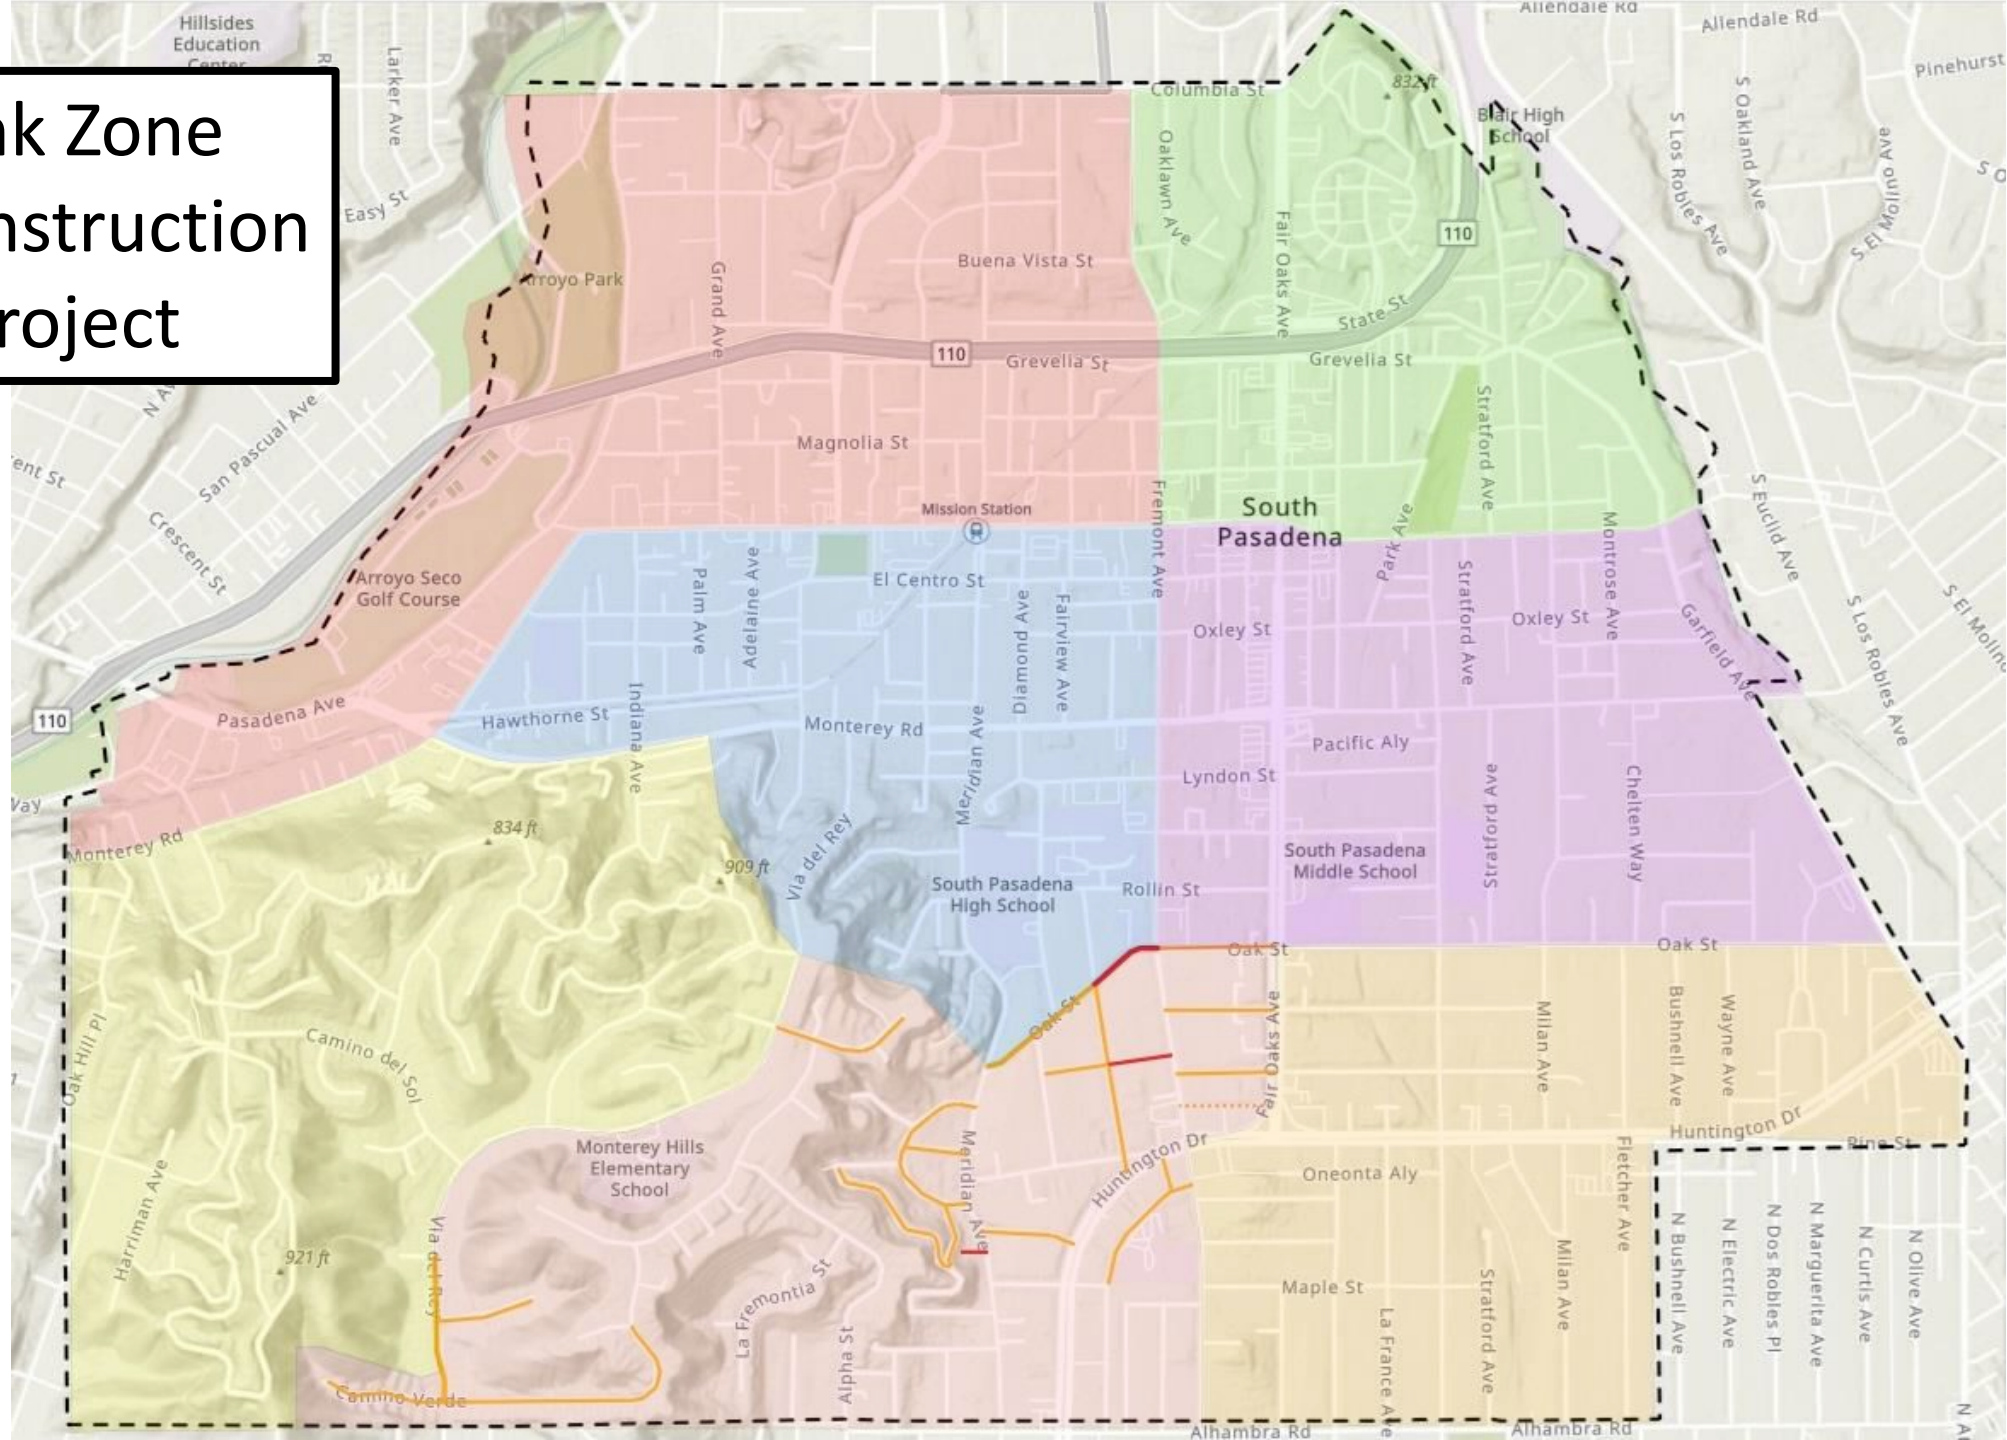 Hillsides
Education
Center
Larker Ave
Allendale Rd
Allendale Rd
Pinehurst
nk Zone
nstruction
roject
Columbia St
832 ft
Blair High
School
S Oakland Ave
S Los Robles Ave
S El Molino Ave
Easy St
Oaklawn Ave
Fair Oaks Ave
110
Buena Vista St
Arroyo Park
Grand Ave
State St
110
Grevelia St
Grevelia St
San Pascual Ave
Stratford Ave
Magnolia St
ent St
Mission Station
Fremont Ave
South
Pasadena
Park Ave
Montrose Ave
S Euclid Ave
Crescent St
Arroyo Seco
Golf Course
Palm Ave
Adelaine Ave
El Centro St
Diamond Ave
Fairview Ave
Oxley St
Stratford Ave
Oxley St
Garfield Ave
S Los Robles Ave
S El Molino
110
Pasadena Ave
Hawthorne St
Indiana Ave
Monterey Rd
Meridian Ave
Pacific Aly
Lyndon St
Stratford Ave
Chelten Way
Way
Monterey Rd
834 ft
909 ft
Via del Rey
South Pasadena
High School
Rollin St
South Pasadena
Middle School
Oak St
Oak St
Oak St
Oak Hill Pl
Camino del Sol
Fair Oaks Ave
Milan Ave
Bushnell Ave
Wayne Ave
Huntington Dr
Pine St
Monterey Hills
Elementary
School
Meridian Ave
Huntington Dr
Oneonta Aly
Fletcher Ave
Harriman Ave
921 ft
Via del Rey
La Fremontia St
Alpha St
Maple St
La France Ave
Stratford Ave
Milan Ave
N Bushnell Ave
N Electric Ave
N Dos Robles Pl
N Marguerita Ave
N Curtis Ave
N Olive Ave
Camino Verde
Alhambra Rd
Alhambra Rd